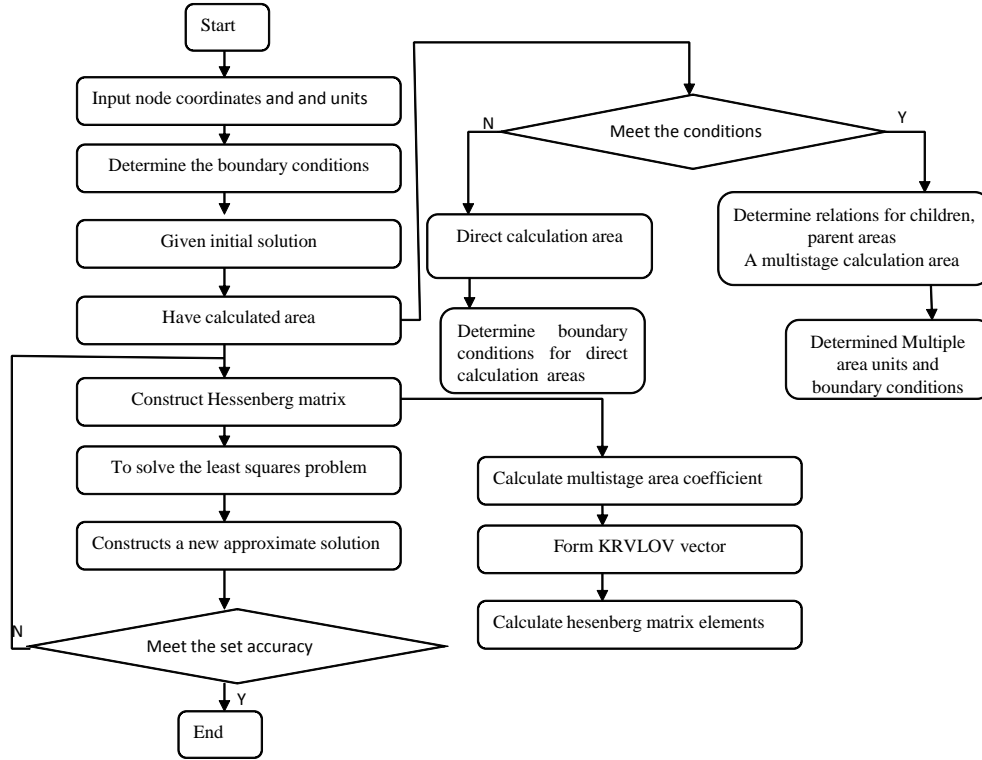 Start
Input node coordinates and and units
Determine the boundary conditions
Given initial solution
Have calculated area
Construct Hessenberg matrix
To solve the least squares problem
Constructs a new approximate solution
N
Meet the set accuracy
Y
End
Meet the conditions
N
Y
Direct calculation area
Determine boundary
conditions for direct
calculation areas
Determine relations for children,
parent areas
A multistage calculation area
Determined Multiple
area units and
boundary conditions
Calculate multistage area coefficient
Form KRVLOV vector
Calculate hesenberg matrix elements